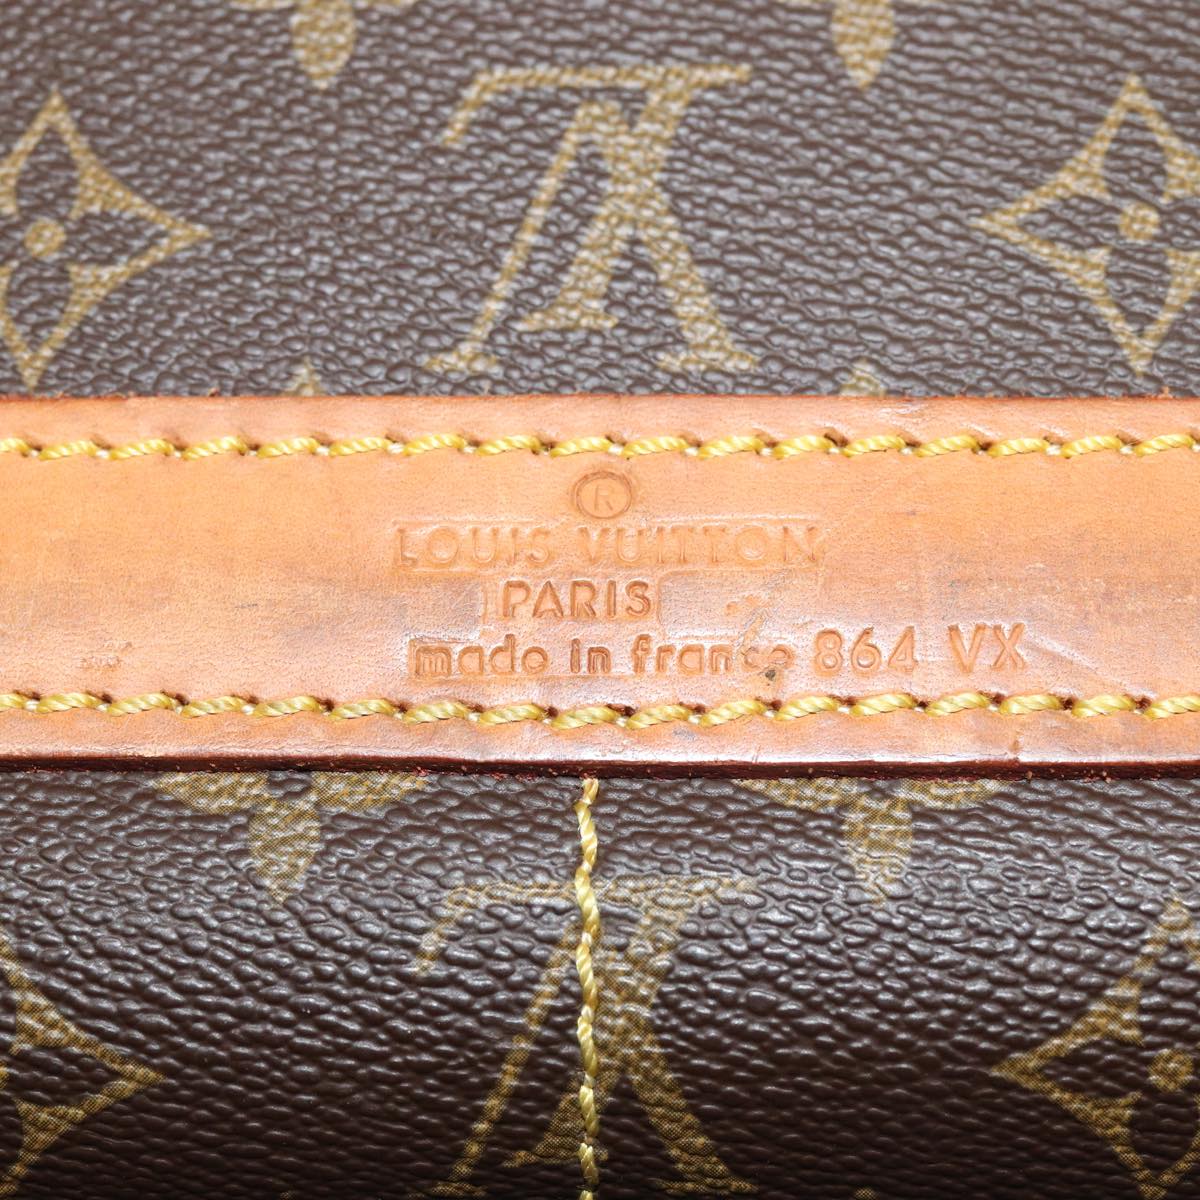 ®
LOUIS VUITTON
PARIS
made in france 864 VX